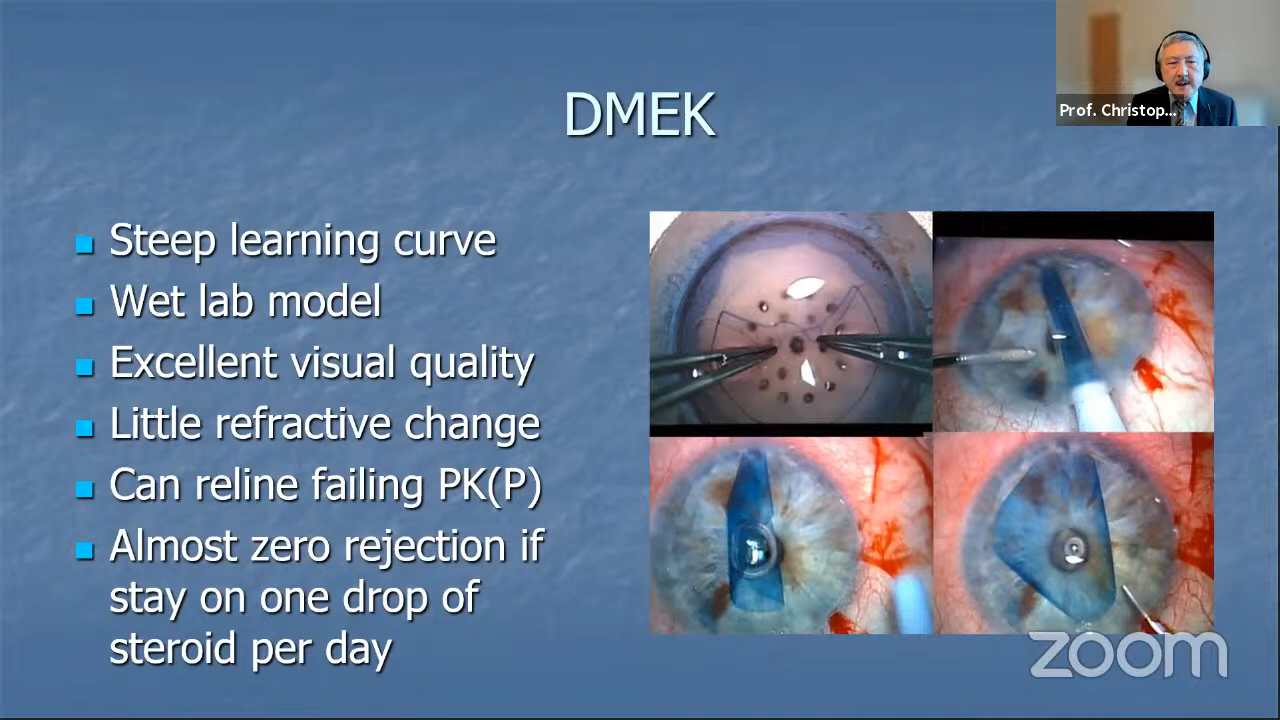 Prof. Christop...
DMEK
Steep learning curve
Wet lab model
Excellent visual quality
Little refractive change
Can reline failing PK(P)
Almost zero rejection if
stay on one drop of
steroid per day
zoom